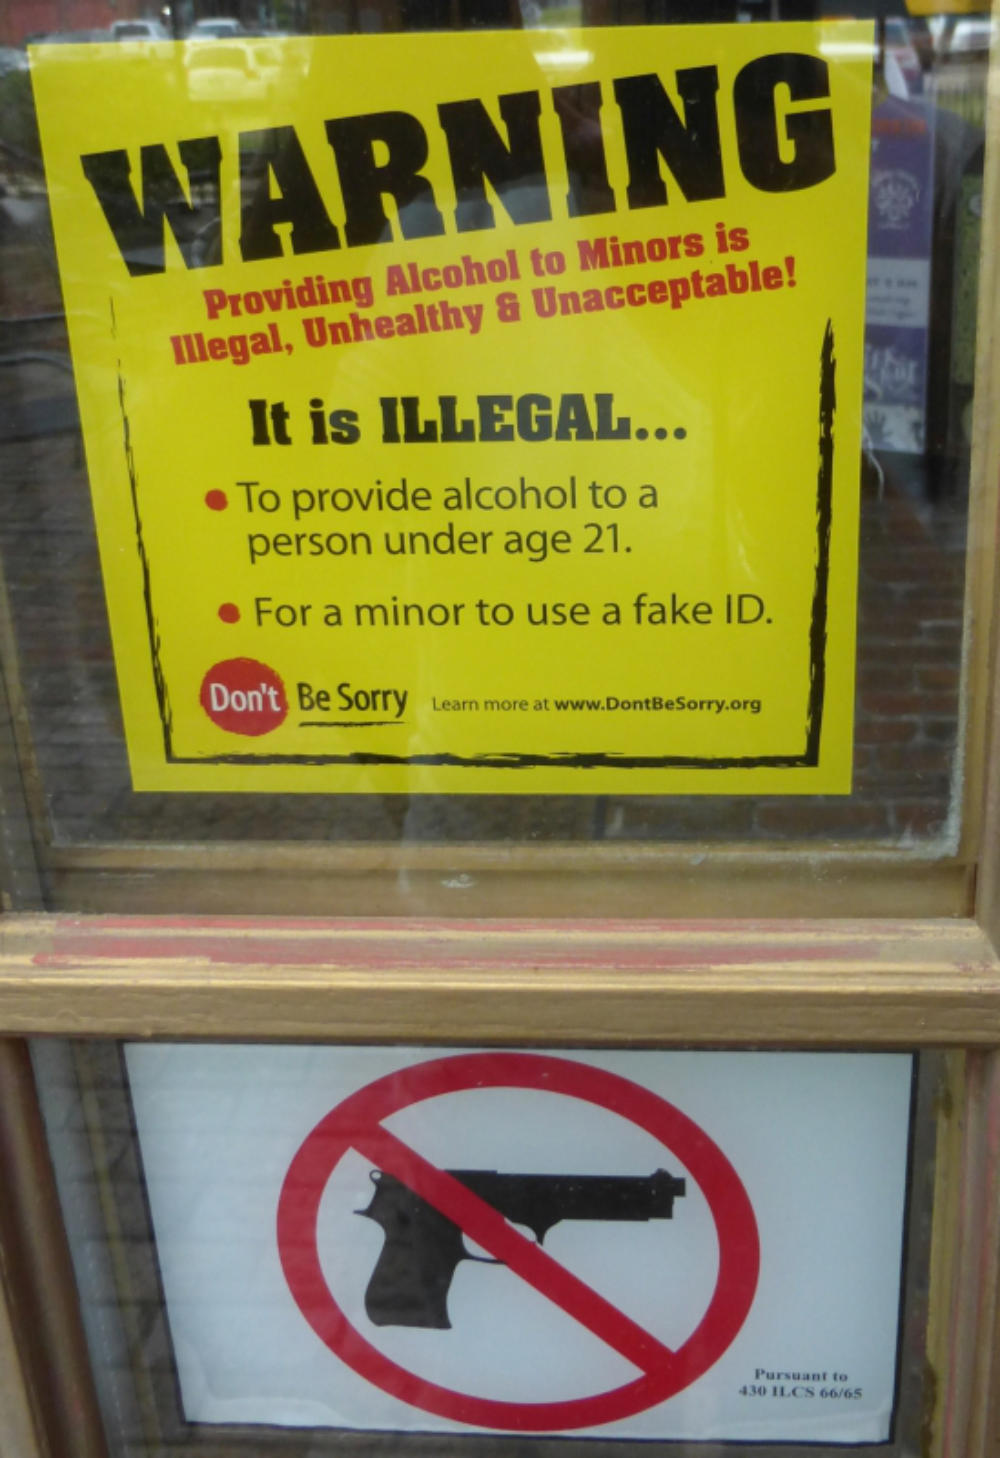 WARNING
Providing Alcohol to Minors is
Illegal, Unhealthy & Unacceptable!
It is ILLEGAL...
• To provide alcohol to a
person under age 21.
• For a minor to use a fake ID.
Don't Be Sorry Learn more at www.DontBeSorry.org
Pursuant to
430 ILCS 66/65